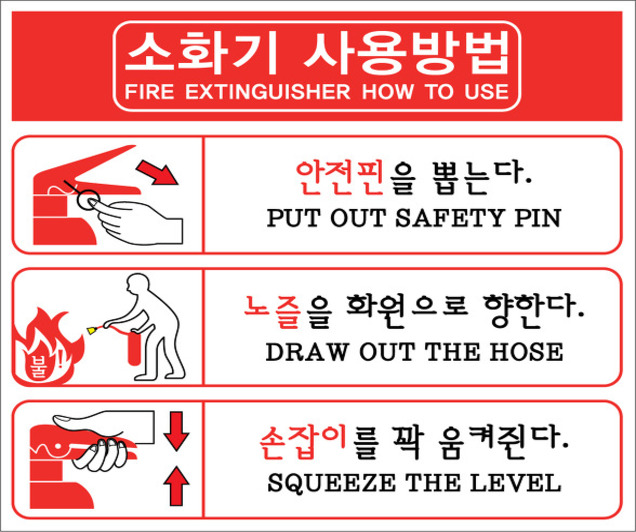 소화기 사용방법
FIRE EXTINGUISHER HOW TO USE
안전핀을 뽑는다.
PUT OUT SAFETY PIN
불!
노즐을 화원으로 향한다.
DRAW OUT THE HOSE
손잡이를 꽉 움켜쥔다.
SQUEEZE THE LEVEL